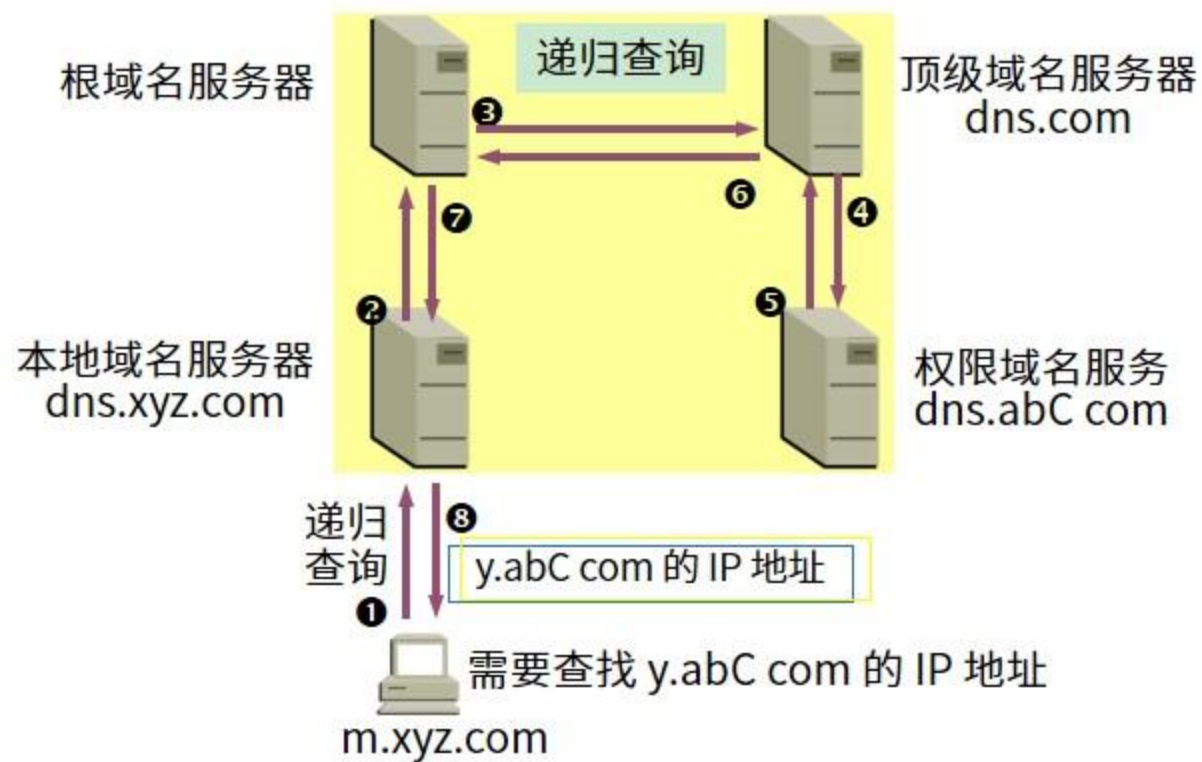 递归查询
根域名服务器
顶级域名服务器
dns.com
❸
❻
❼
❹
❷
❺
本地域名服务器
dns.xyz.com
权限域名服务
dns.abC com
递归
查询
❽
y.abC com 的 IP 地址
❶
需要查找 y.abC com 的 IP 地址
m.xyz.com